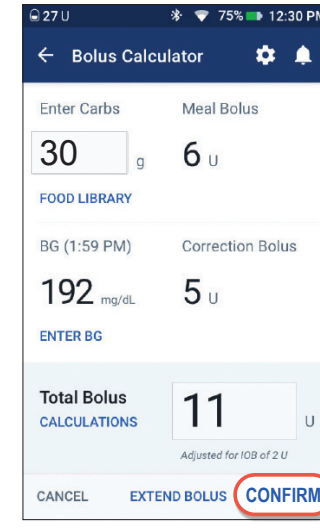 27 U 75% 12:30 PM
Bolus Calculator
Enter Carbs Meal Bolus
30 g 6 U
FOOD LIBRARY
BG (1:59 PM) Correction Bolus
192 mg/dL 5 U
ENTER BG
Total Bolus 11 U
CALCULATIONS
Adjusted for IOB of 2 U
CANCEL EXTEND BOLUS CONFIRM